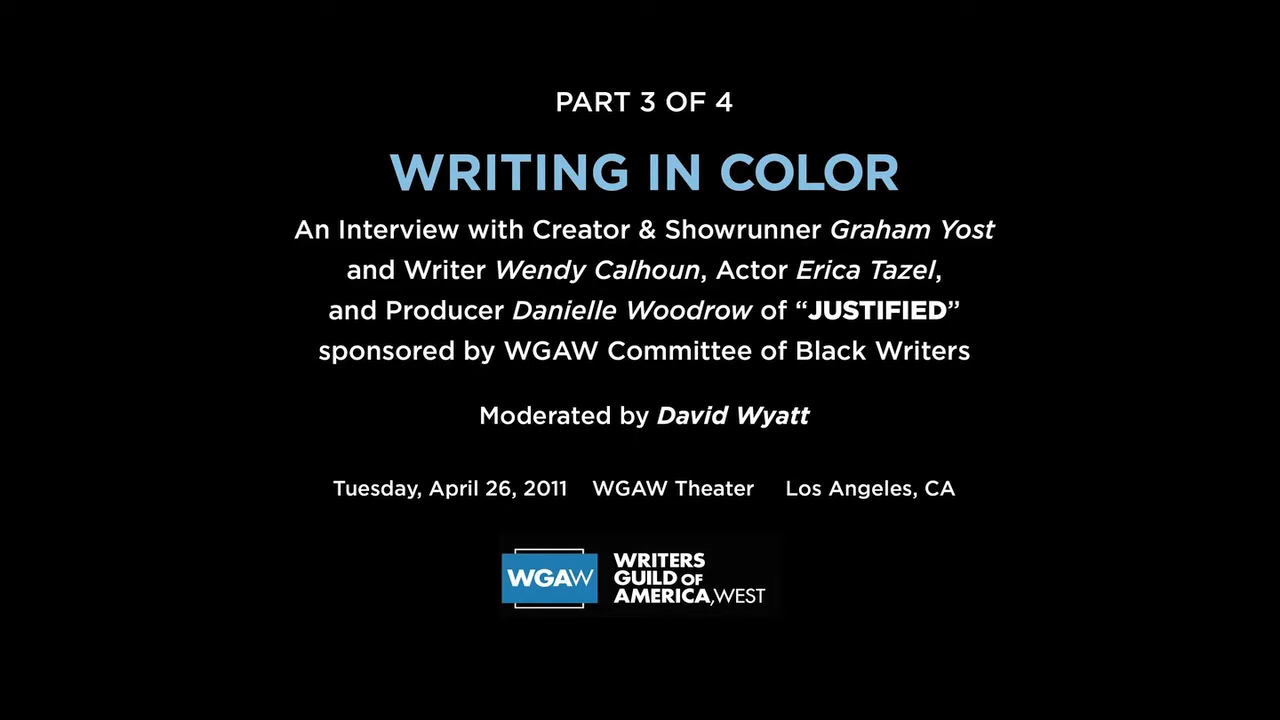 PART 3 OF 4
WRITING IN COLOR
An Interview with Creator & Showrunner Graham Yost
and Writer Wendy Calhoun, Actor Erica Tazel,
and Producer Danielle Woodrow of “JUSTIFIED”
sponsored by WGAW Committee of Black Writers
Moderated by David Wyatt
Tuesday, April 26, 2011 WGAW Theater Los Angeles, CA
WGAW
WRITERS
GUILD OF
AMERICA, WEST